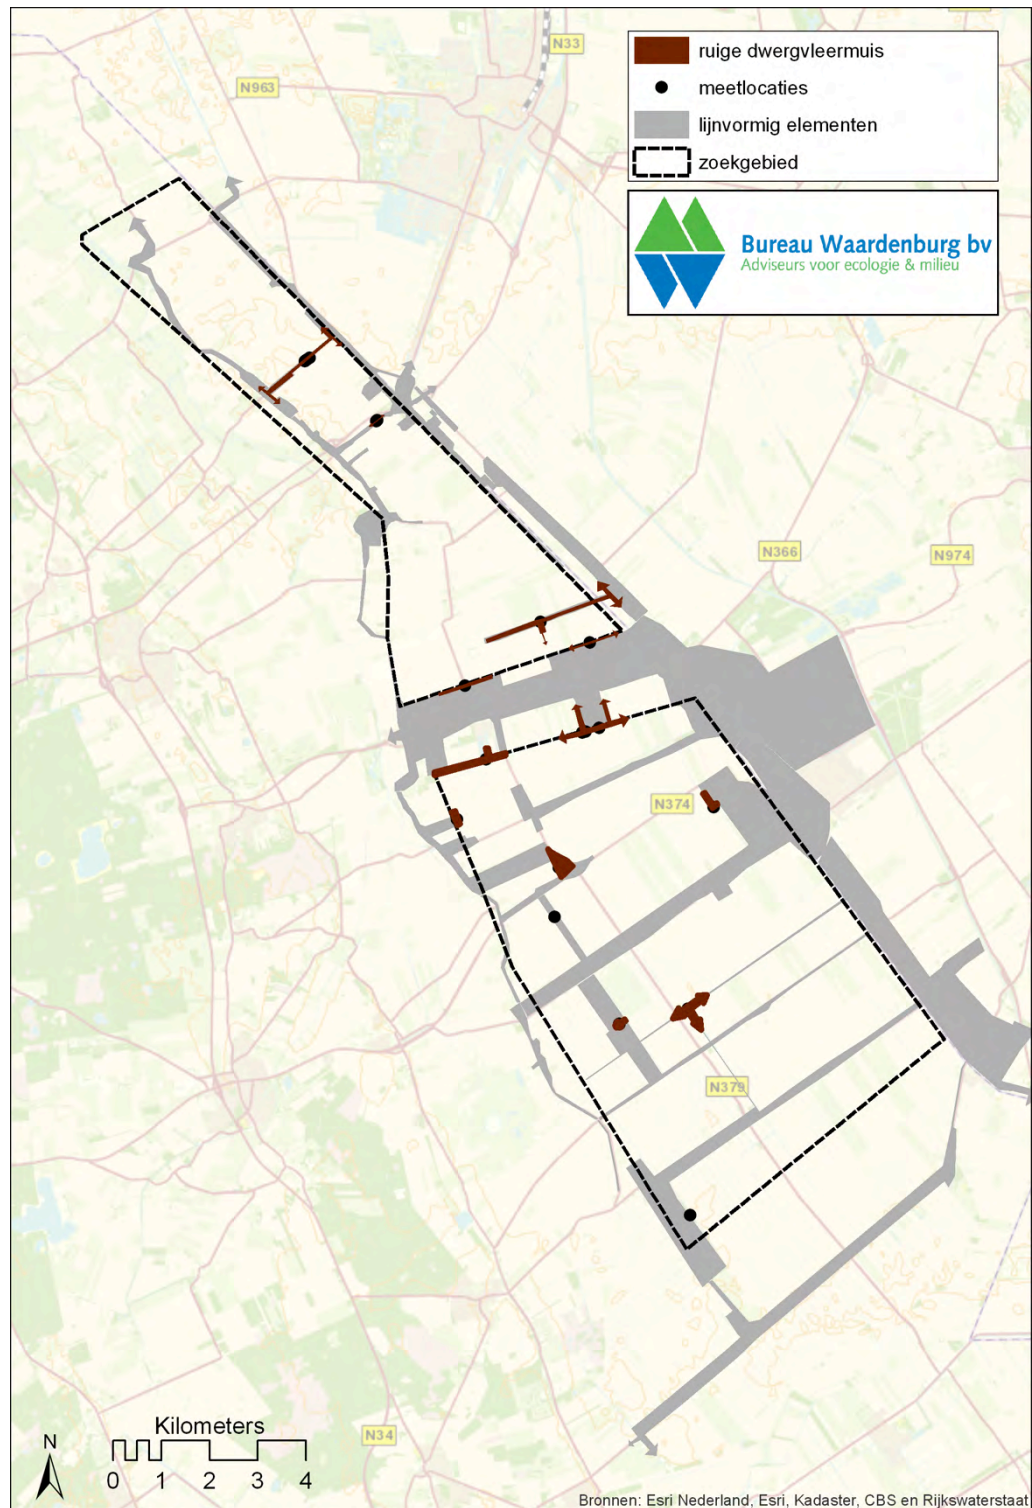 N33
N963
ruige dwergvleermuis
meetlocaties
lijnvormig elementen
zoekgebied
Bureau Waardenburg bv
Adviseurs voor ecologie & milieu
N366
N974
N374
N379
N34
Kilometers
N
0 1 2 3 4
Bronnen: Esri Nederland, Esri, Kadaster, CBS en Rijkswaterstaat